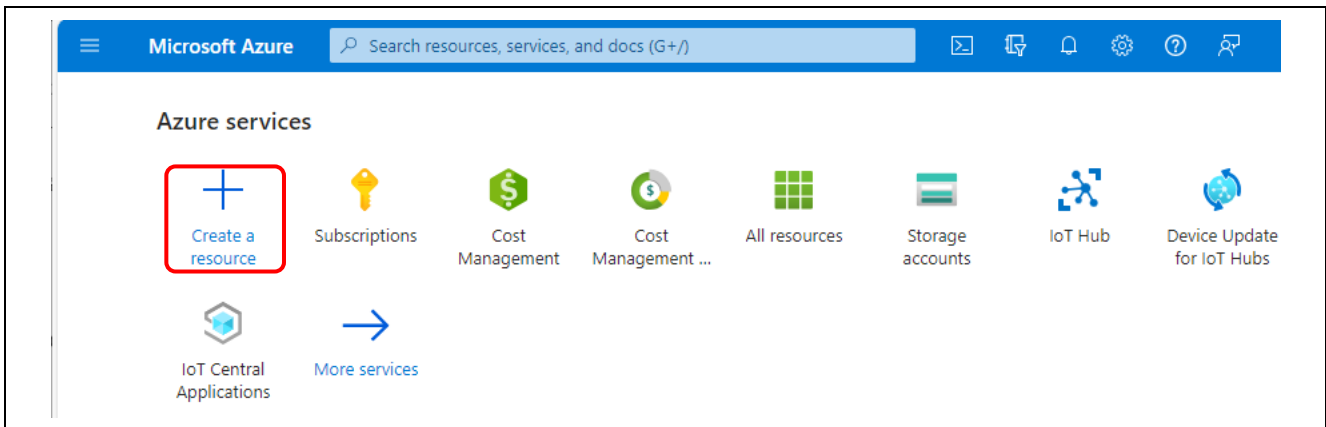 Microsoft Azure
Search resources, services, and docs (G+/)
Azure services
Create a
resource
Subscriptions
Cost
Management
Cost
Management ...
All resources
Storage
accounts
IoT Hub
Device Update
for IoT Hubs
IoT Central
Applications
More services